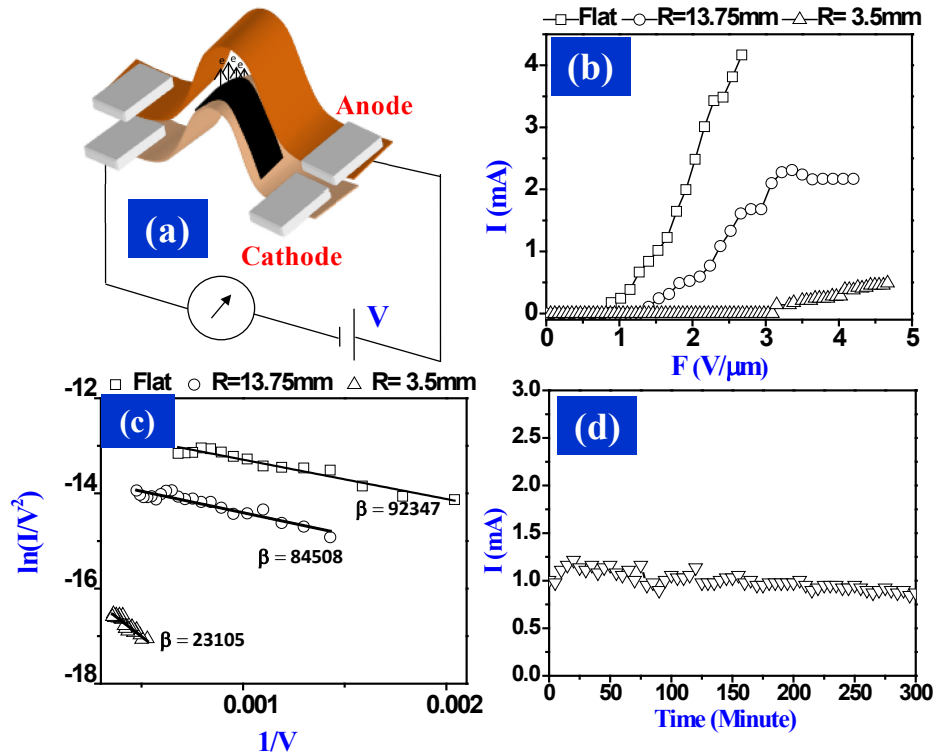 e e e e
Anode
(a)
Cathode
V
Flat R=13.75mm R= 3.5mm
(b)
I (mA)
4
3
2
1
0
0 1 2 3 4 5
F (V/μm)
Flat R=13.75mm R= 3.5mm
(c)
ln(I/V²)
-12
-14
-16
-18
β = 92347
β = 84508
β = 23105
0.001 0.002
1/V
(d)
I (mA)
3.0
2.5
2.0
1.5
1.0
0.5
0.0
0 50 100 150 200 250 300
Time (Minute)